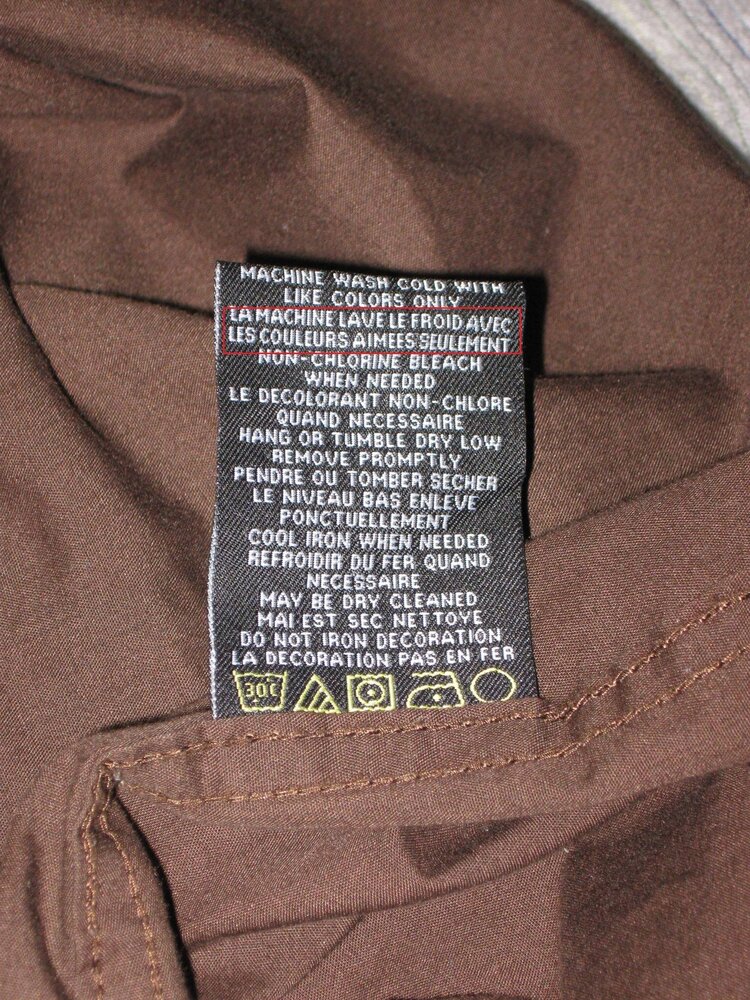 MACHINE WASH COLD WITH
LIKE COLORS ONLY
LA MACHINE LAVE LE FROID AVEC
LES COULEURS AIMEES SEULEMENT
NON-CHLORINE BLEACH
WHEN NEEDED
LE DECOLORANT NON-CHLORE
QUAND NECESSAIRE
HANG OR TUMBLE DRY LOW
REMOVE PROMPTLY
PENDRE OU TOMBER SECHER
LE NIVEAU BAS ENLEVE
PONCTUELLEMENT
COOL IRON WHEN NEEDED
REFROIDIR DU FER QUAND
NECESSAIRE
MAY BE DRY CLEANED
MAI EST SEC NETTOYE
DO NOT IRON DECORATION
LA DECORATION PAS EN FER
30C